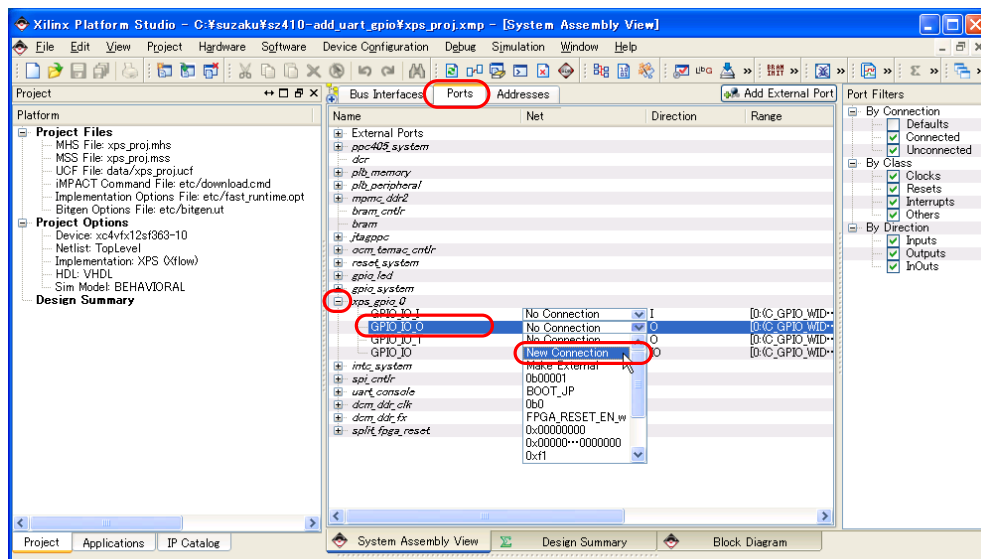 Xilinx Platform Studio - C:¥suzaku¥sz410-add_uart_gpio¥xps_proj.xmp - [System Assembly View]
File Edit View Project Hardware Software Device Configuration Debug Simulation Window Help
Project
Bus Interfaces Ports Addresses
Add External Port
Port Filters
Platform
Project Files
MHS File: xps_proj.mhs
MSS File: xps_proj.mss
UCF File: data/xps_proj.ucf
iMPACT Command File: etc/download.cmd
Implementation Options File: etc/fast_runtime.opt
Bitgen Options File: etc/bitgen.ut
Project Options
Device: xc4vfx12sf363-10
Netlist: TopLevel
Implementation: XPS (Xflow)
HDL: VHDL
Sim Model: BEHAVIORAL
Design Summary
Name Net Direction Range
External Ports
ppc405_system
dcr
plb_memory
plb_peripheral
mpmc_ddr2
bram_cntlr
bram
jtagppc
ocm_temac_cntlr
reset_system
gpio_led
gpio_system
xps_gpio_0
GPIO_IO_I No Connection I [0:(C_GPIO_WID…
GPIO_IO_O No Connection O [0:(C_GPIO_WID…
GPIO_IO_T No Connection O [0:(C_GPIO_WID…
GPIO_IO New Connection IO [0:(C_GPIO_WID…
intc_system Make External
spi_cntlr 0b00001
uart_console BOOT_JP
dcm_ddr_clk 0b0
dcm_ddr_fx FPGA_RESET_EN_w
split_fpga_reset 0x00000000
0x00000…0000000
0xf1
By Connection
Defaults
Connected
Unconnected
By Class
Clocks
Resets
Interrupts
Others
By Direction
Inputs
Outputs
InOuts
Project Applications IP Catalog
System Assembly View Design Summary Block Diagram